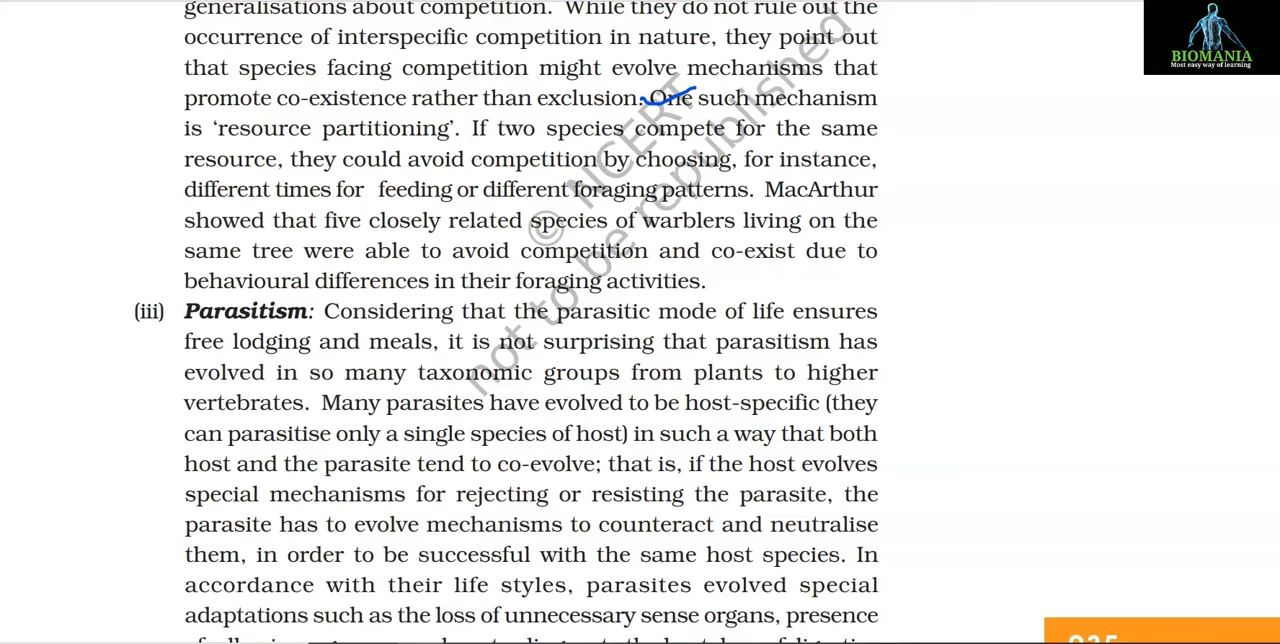 generalisations about competition. While they do not rule out the
occurrence of interspecific competition in nature, they point out
that species facing competition might evolve mechanisms that
promote co-existence rather than exclusion. One such mechanism
is ‘resource partitioning’. If two species compete for the same
resource, they could avoid competition by choosing, for instance,
different times for feeding or different foraging patterns. MacArthur
showed that five closely related species of warblers living on the
same tree were able to avoid competition and co-exist due to
behavioural differences in their foraging activities.
(iii) Parasitism: Considering that the parasitic mode of life ensures
free lodging and meals, it is not surprising that parasitism has
evolved in so many taxonomic groups from plants to higher
vertebrates. Many parasites have evolved to be host-specific (they
can parasitise only a single species of host) in such a way that both
host and the parasite tend to co-evolve; that is, if the host evolves
special mechanisms for rejecting or resisting the parasite, the
parasite has to evolve mechanisms to counteract and neutralise
them, in order to be successful with the same host species. In
accordance with their life styles, parasites evolved special
adaptations such as the loss of unnecessary sense organs, presence
© NCERT
not to be republished
BIOMANIA
Most easy way of learning